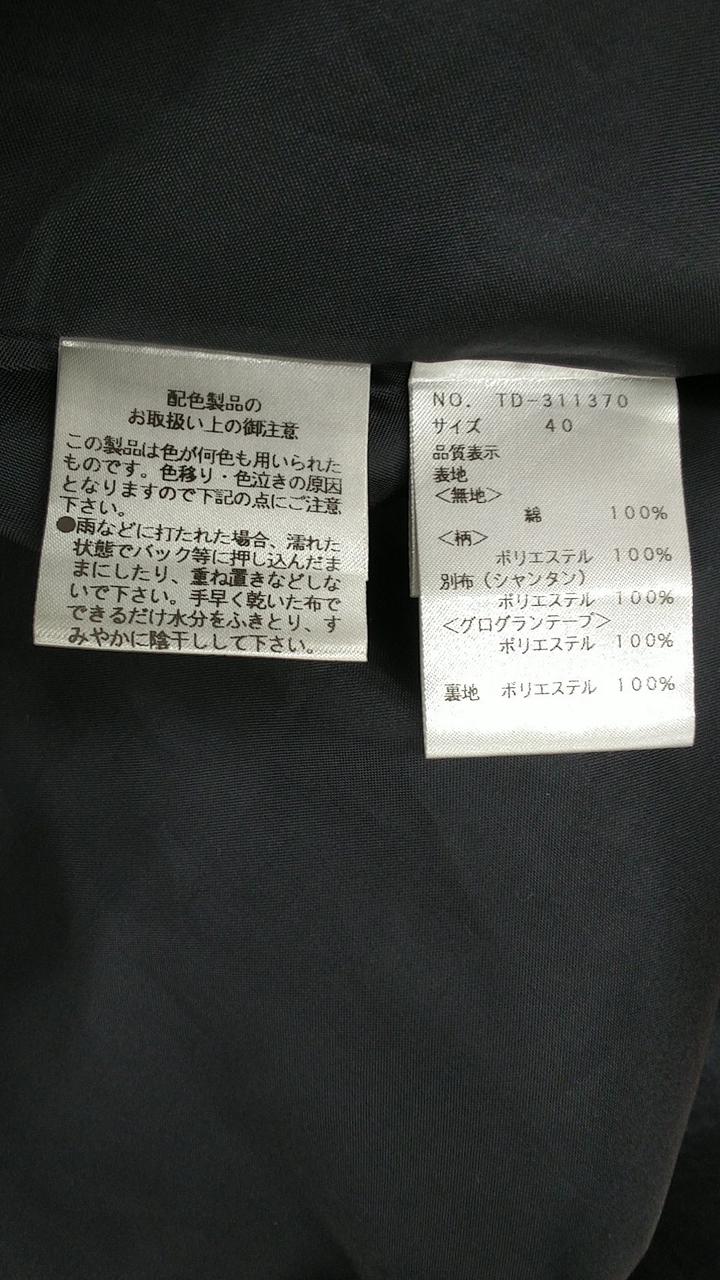 配色製品の
お取扱い上の御注意
この製品は色が何色も用いられた
ものです。色移り・色泣きの原因
となりますので下記の点にご注意
下さい。
●雨などに打たれた場合、濡れた
状態でバック等に押し込んだま
まにしたり、重ね置きなどしな
いで下さい。手早く乾いた布で
できるだけ水分をふきとり、す
みやかに陰干しして下さい。
NO. TD-311370
サイズ 40
品質表示
表地
<無地>
綿 100%
<柄>
ポリエステル 100%
別布(シャンタン)
ポリエステル 100%
<グログランテープ>
ポリエステル 100%
裏地 ポリエステル 100%